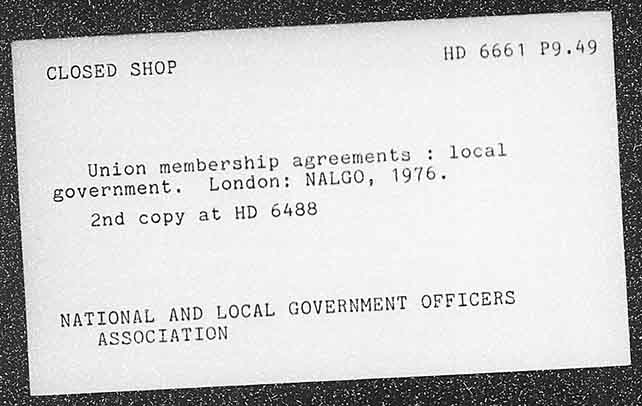 CLOSED SHOP HD 6661 P9.49
Union membership agreements : local
government. London: NALGO, 1976.
2nd copy at HD 6488
NATIONAL AND LOCAL GOVERNMENT OFFICERS
ASSOCIATION